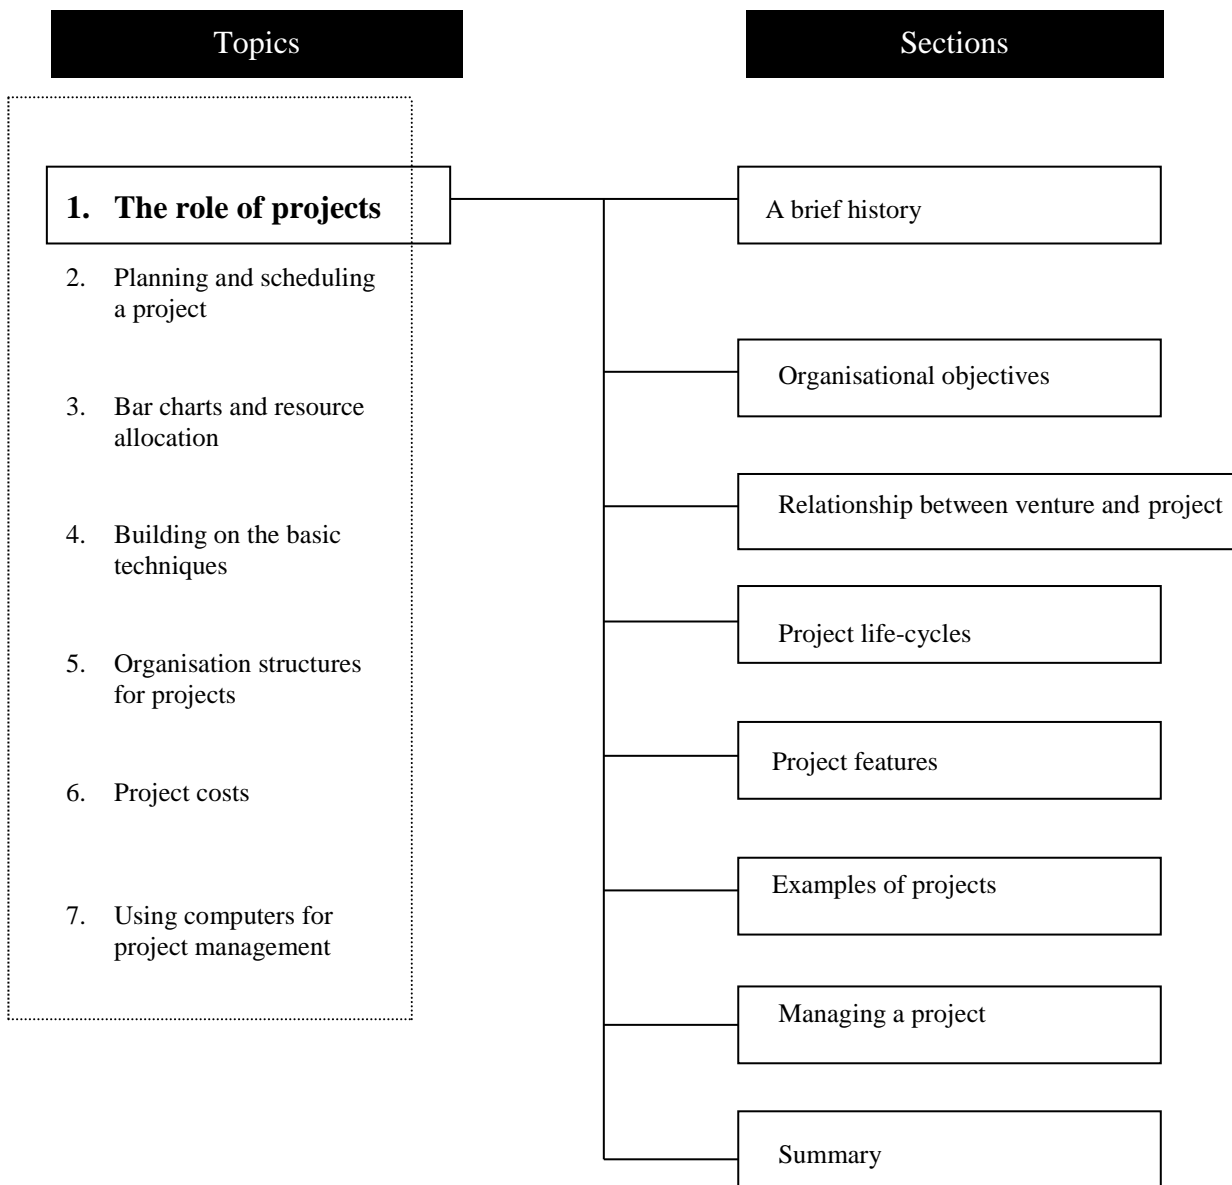 Topics
Sections
1. The role of projects
2. Planning and scheduling
a project
3. Bar charts and resource
allocation
4. Building on the basic
techniques
5. Organisation structures
for projects
6. Project costs
7. Using computers for
project management
A brief history
Organisational objectives
Relationship between venture and project
Project life-cycles
Project features
Examples of projects
Managing a project
Summary